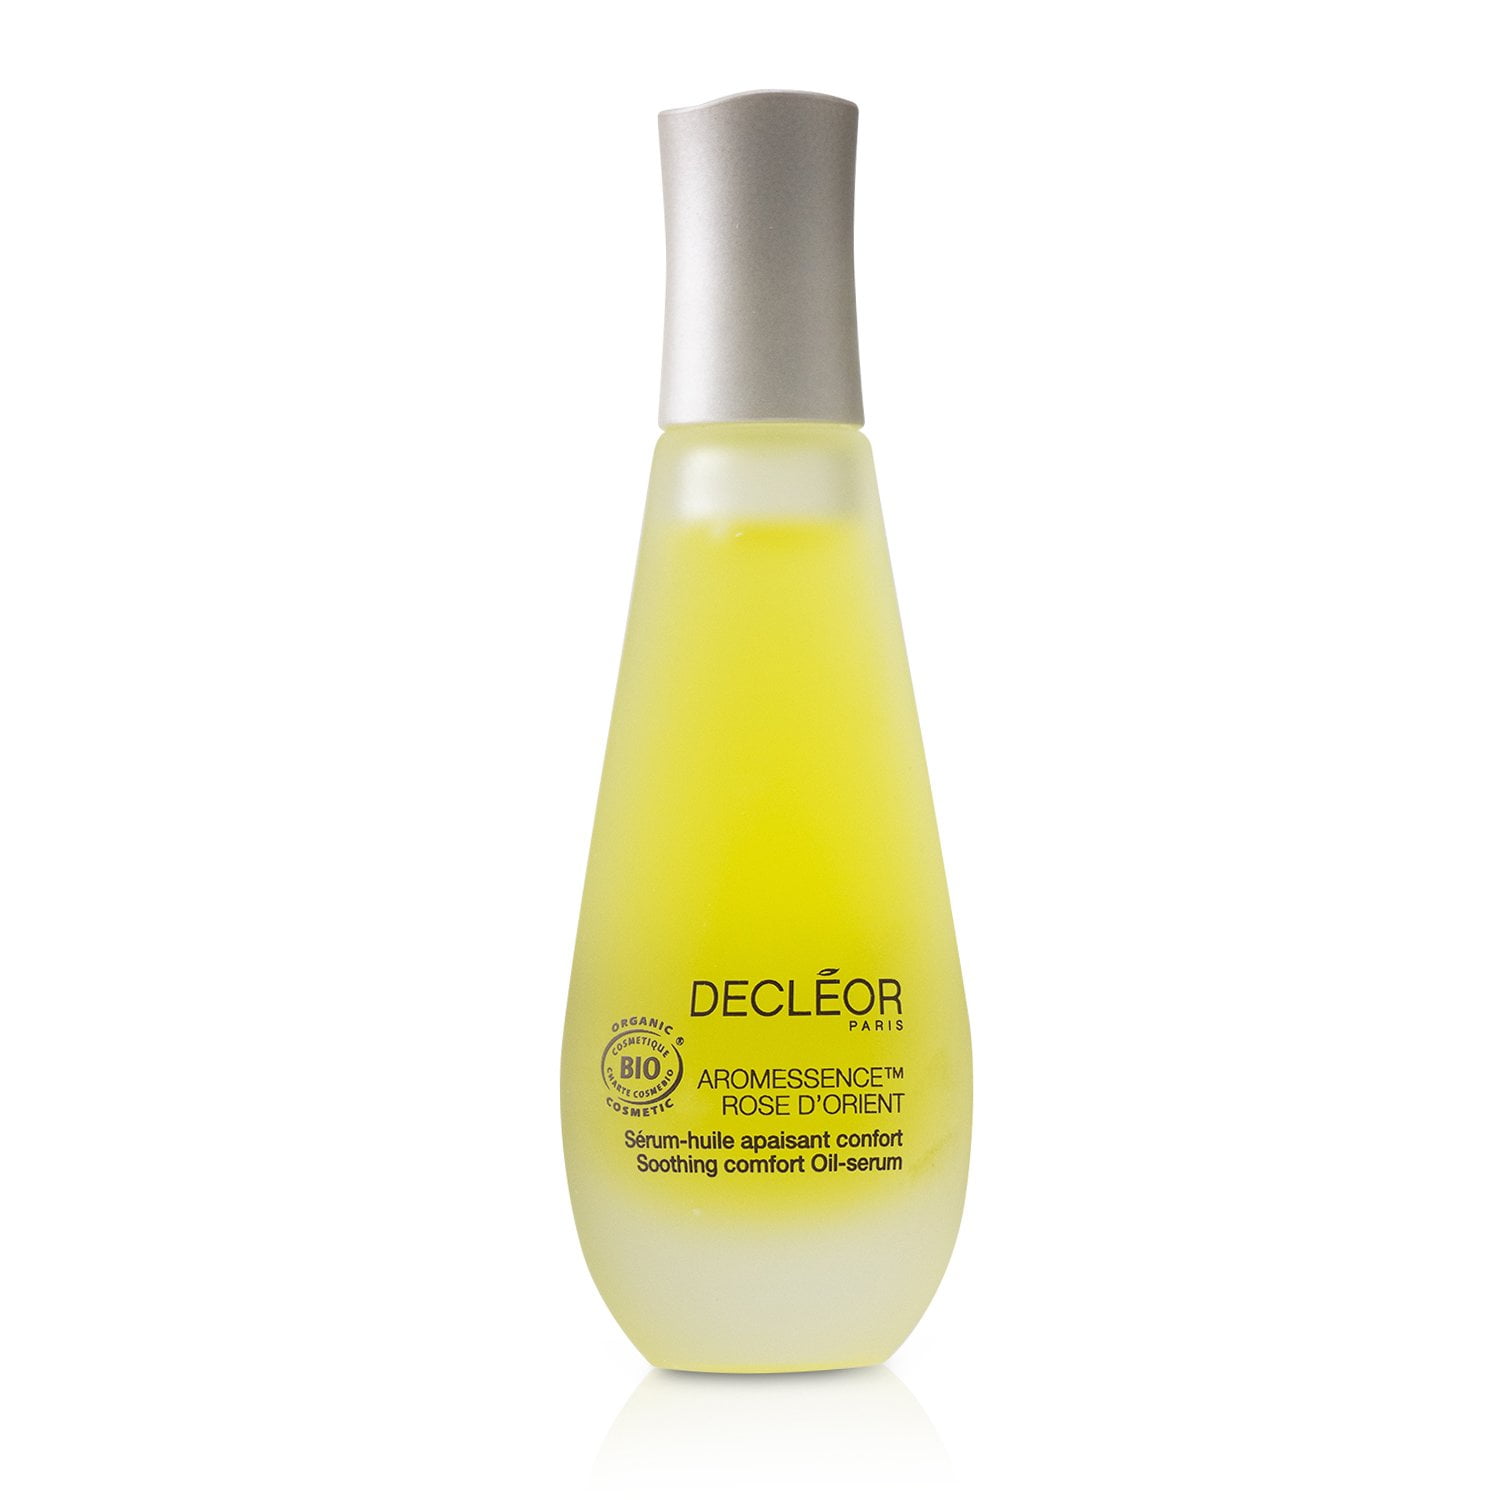 DECLÉOR
PARIS
ORGANIC
COSMETIQUE
BIO
®
CHARTE COSMEBIO
COSMETIC
AROMESSENCE™
ROSE D'ORIENT
Sérum-huile apaisant confort
Soothing comfort Oil-serum